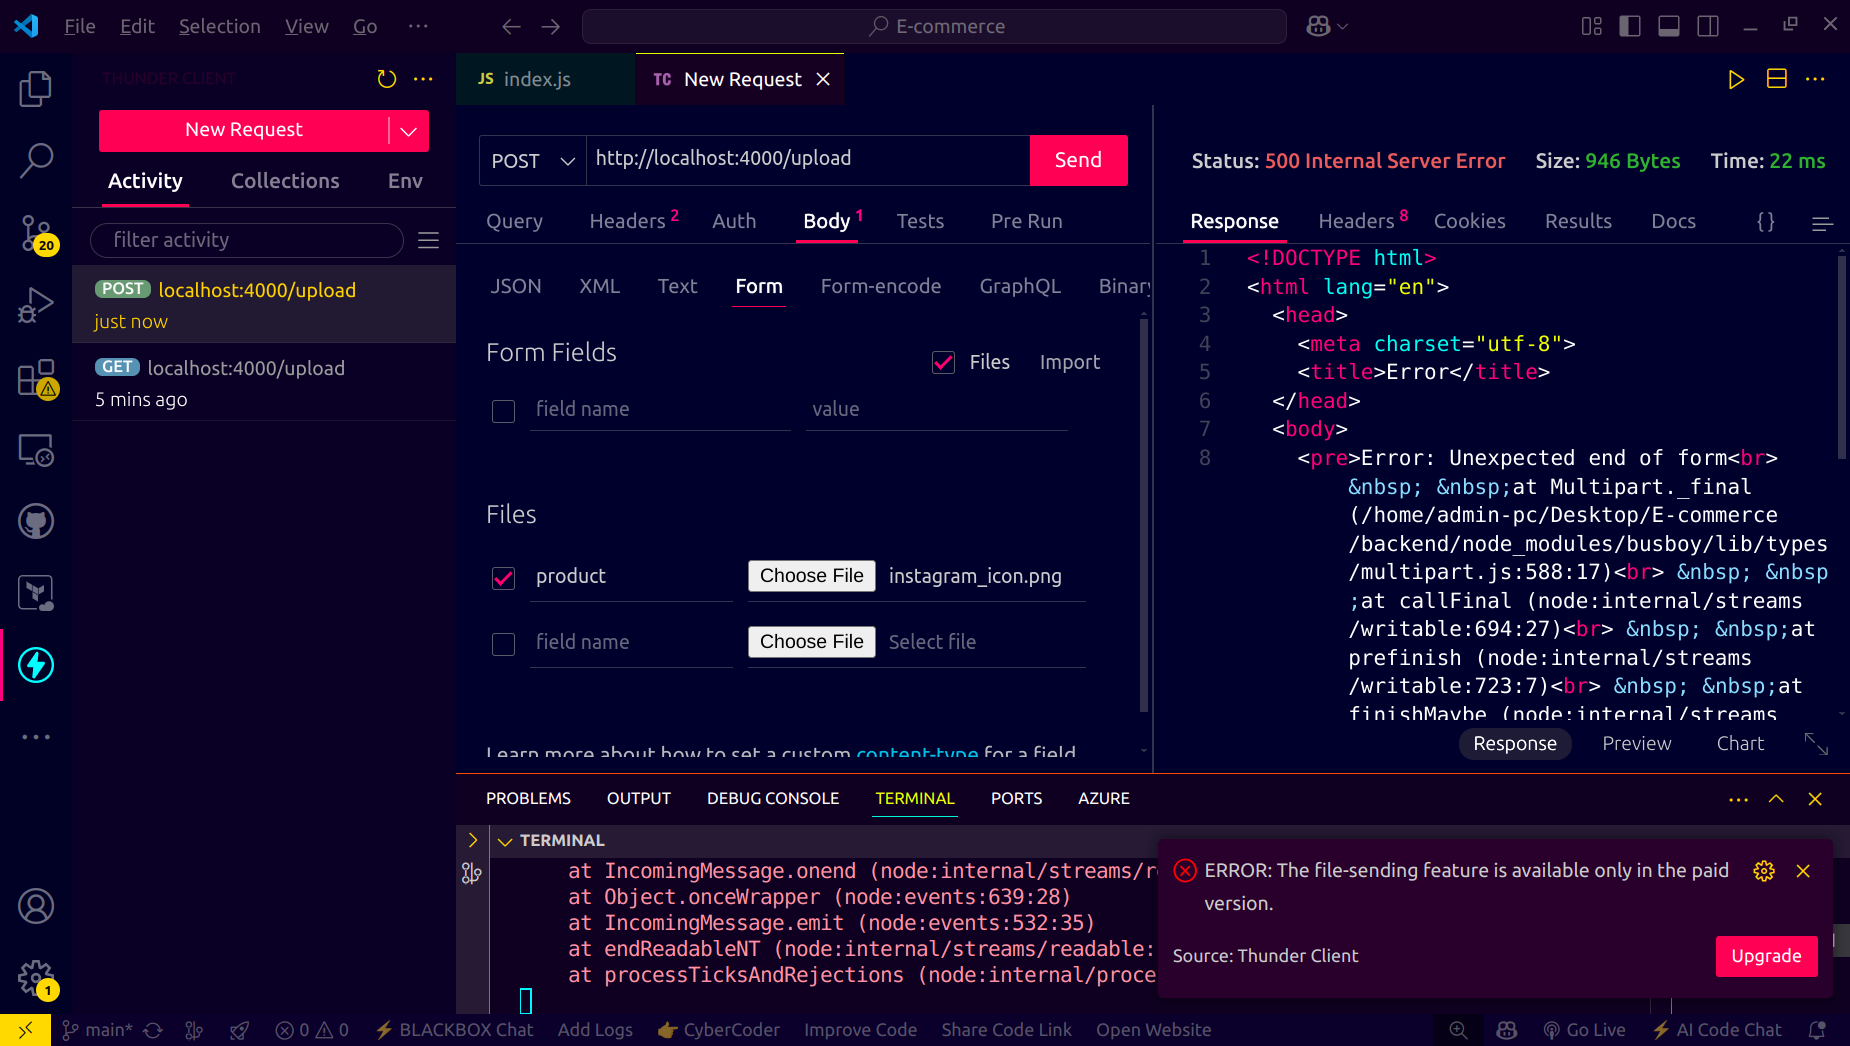 File Edit Selection View Go ···
E-commerce
THUNDER CLIENT
New Request
Activity Collections Env
filter activity
POST localhost:4000/upload
just now
GET localhost:4000/upload
5 mins ago
20
1
JS index.js
TC New Request
POST http://localhost:4000/upload Send
Query Headers 2 Auth Body 1 Tests Pre Run
JSON XML Text Form Form-encode GraphQL Binary
Form Fields
Files Import
field name value
Files
product Choose File instagram_icon.png
field name Choose File Select file
Learn more about how to set a custom content-type for a field
Status: 500 Internal Server Error Size: 946 Bytes Time: 22 ms
Response Headers 8 Cookies Results Docs {}
1 <!DOCTYPE html>
2 <html lang="en">
3 <head>
4 <meta charset="utf-8">
5 <title>Error</title>
6 </head>
7 <body>
8 <pre>Error: Unexpected end of form<br>
&nbsp; &nbsp;at Multipart._final
(/home/admin-pc/Desktop/E-commerce
/backend/node_modules/busboy/lib/types
/multipart.js:588:17)<br> &nbsp; &nbsp
;at callFinal (node:internal/streams
/writable:694:27)<br> &nbsp; &nbsp;at
prefinish (node:internal/streams
/writable:723:7)<br> &nbsp; &nbsp;at
finishMaybe (node:internal/streams
Response Preview Chart
PROBLEMS OUTPUT DEBUG CONSOLE TERMINAL PORTS AZURE
TERMINAL
at IncomingMessage.onend (node:internal/streams/re
at Object.onceWrapper (node:events:639:28)
at IncomingMessage.emit (node:events:532:35)
at endReadableNT (node:internal/streams/readable:
at processTicksAndRejections (node:internal/proce
ERROR: The file-sending feature is available only in the paid
version.
Source: Thunder Client
Upgrade
main* 0 0 BLACKBOX Chat Add Logs CyberCoder Improve Code Share Code Link Open Website Go Live AI Code Chat